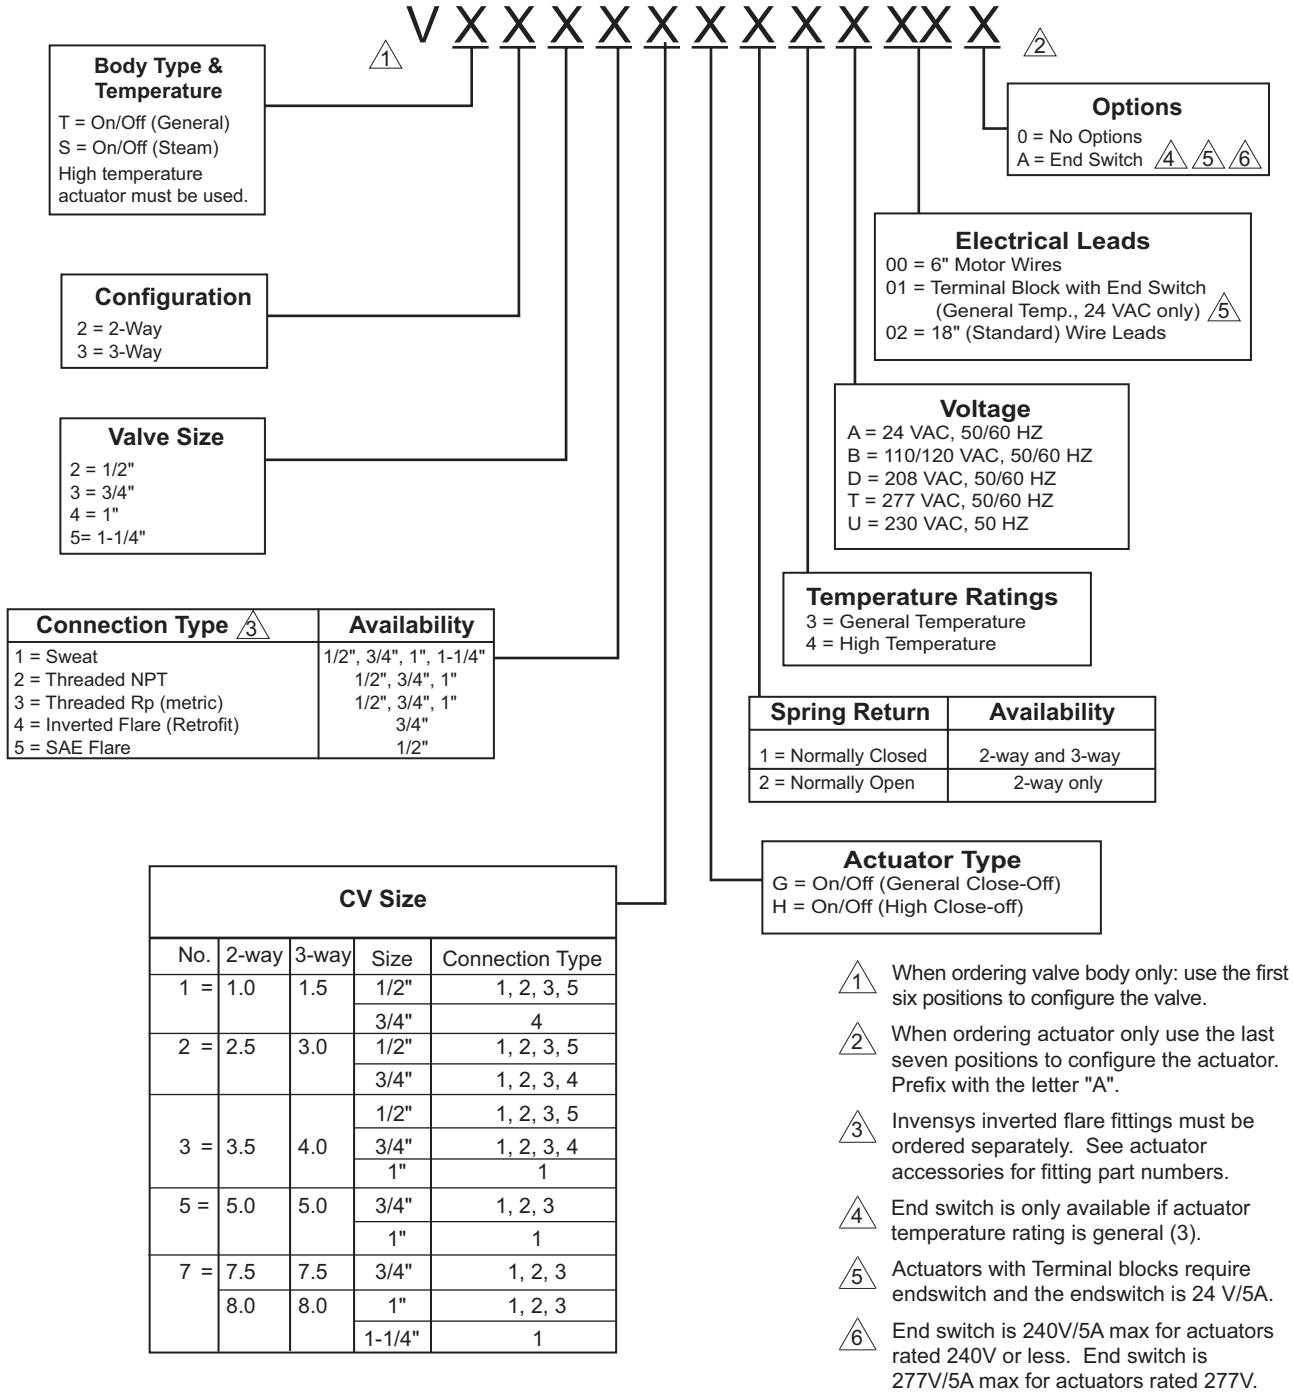 V X X X X X X X X X XX X
1
2
Body Type &
Temperature
T = On/Off (General)
S = On/Off (Steam)
High temperature
actuator must be used.
Options
0 = No Options
A = End Switch 4 5 6
Electrical Leads
00 = 6" Motor Wires
01 = Terminal Block with End Switch
(General Temp., 24 VAC only) 5
02 = 18" (Standard) Wire Leads
Configuration
2 = 2-Way
3 = 3-Way
Voltage
A = 24 VAC, 50/60 HZ
B = 110/120 VAC, 50/60 HZ
D = 208 VAC, 50/60 HZ
T = 277 VAC, 50/60 HZ
U = 230 VAC, 50 HZ
Valve Size
2 = 1/2"
3 = 3/4"
4 = 1"
5= 1-1/4"
Temperature Ratings
3 = General Temperature
4 = High Temperature
Connection Type 3 Availability
1 = Sweat 1/2", 3/4", 1", 1-1/4"
2 = Threaded NPT 1/2", 3/4", 1"
3 = Threaded Rp (metric) 1/2", 3/4", 1"
4 = Inverted Flare (Retrofit) 3/4"
5 = SAE Flare 1/2"
Spring Return Availability
1 = Normally Closed 2-way and 3-way
2 = Normally Open 2-way only
Actuator Type
G = On/Off (General Close-Off)
H = On/Off (High Close-off)
CV Size
No. 2-way 3-way Size Connection Type
1 = 1.0 1.5 1/2" 1, 2, 3, 5
3/4" 4
2 = 2.5 3.0 1/2" 1, 2, 3, 5
3/4" 1, 2, 3, 4
1/2" 1, 2, 3, 5
3 = 3.5 4.0 3/4" 1, 2, 3, 4
1" 1
5 = 5.0 5.0 3/4" 1, 2, 3
1" 1
7 = 7.5 7.5 3/4" 1, 2, 3
8.0 8.0 1" 1, 2, 3
1-1/4" 1
1 When ordering valve body only: use the first
six positions to configure the valve.
2 When ordering actuator only use the last
seven positions to configure the actuator.
Prefix with the letter "A".
3 Invensys inverted flare fittings must be
ordered separately. See actuator
accessories for fitting part numbers.
4 End switch is only available if actuator
temperature rating is general (3).
5 Actuators with Terminal blocks require
endswitch and the endswitch is 24 V/5A.
6 End switch is 240V/5A max for actuators
rated 240V or less. End switch is
277V/5A max for actuators rated 277V.